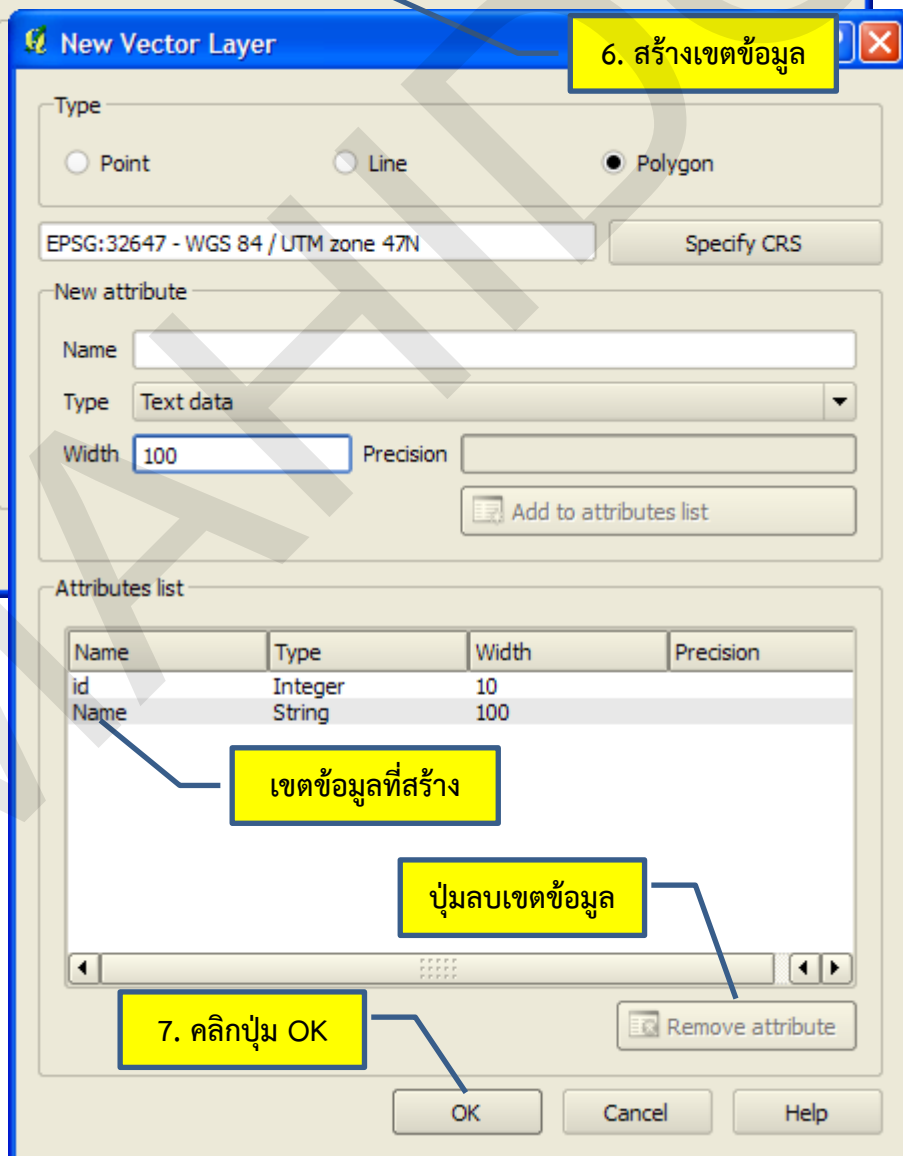 New Vector Layer
6. สร้างเขตข้อมูล
Type
Point Line Polygon
EPSG:32647 - WGS 84 / UTM zone 47N Specify CRS
New attribute
Name
Type Text data
Width 100 Precision
Add to attributes list
Attributes list
Name Type Width Precision
id Integer 10
Name String 100
เขตข้อมูลที่สร้าง
ปุ่มลบเขตข้อมูล
7. คลิกปุ่ม OK
Remove attribute
OK Cancel Help